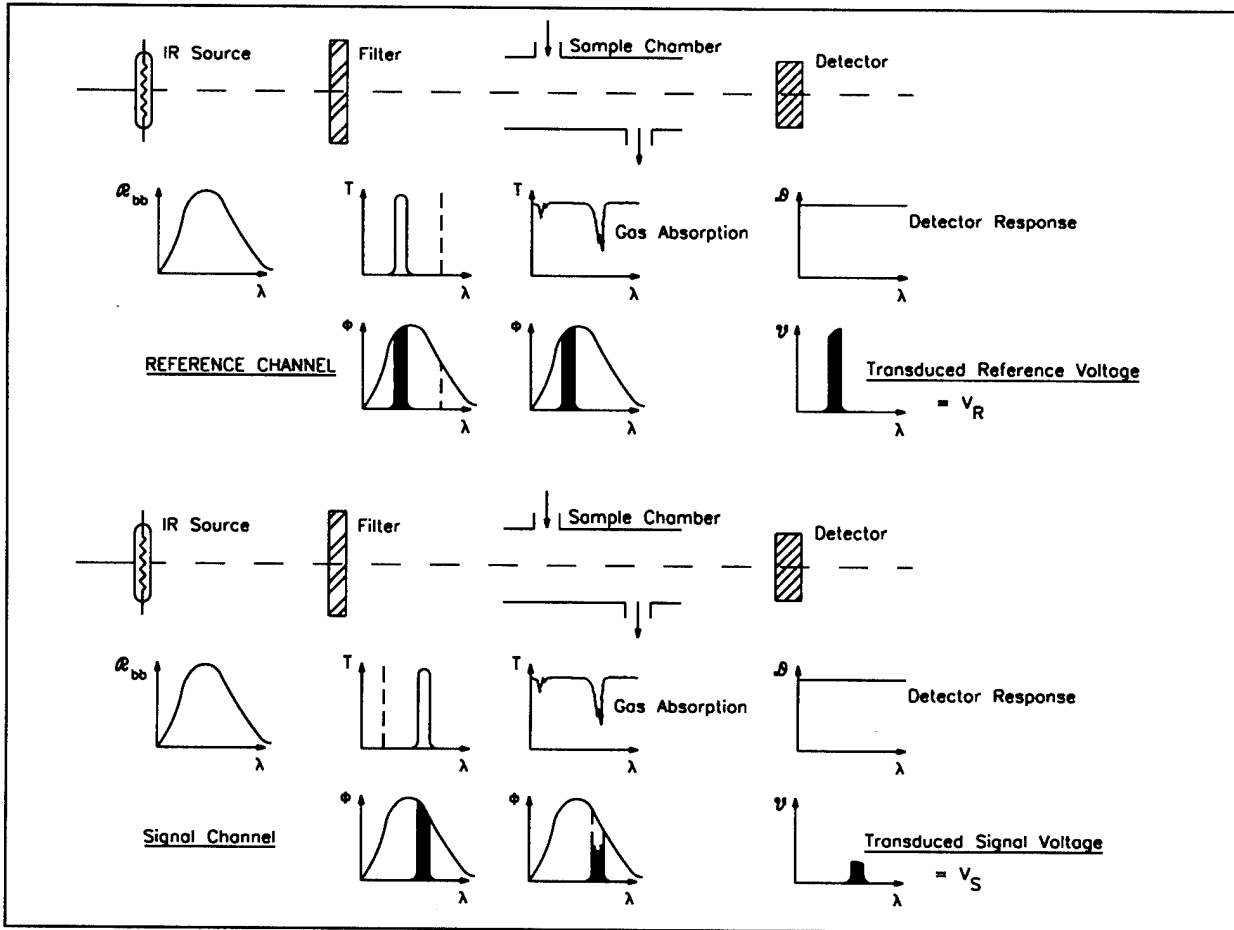 IR Source
Filter
Sample Chamber
Detector
ℛbb
T
T
𝒟
Gas Absorption
Detector Response
λ
λ
λ
λ
Φ
Φ
υ
REFERENCE CHANNEL
Transduced Reference Voltage
= VR
λ
λ
λ
IR Source
Filter
Sample Chamber
Detector
ℛbb
T
T
𝒟
Gas Absorption
Detector Response
λ
λ
λ
λ
Φ
Φ
υ
Signal Channel
Transduced Signal Voltage
= VS
λ
λ
λ